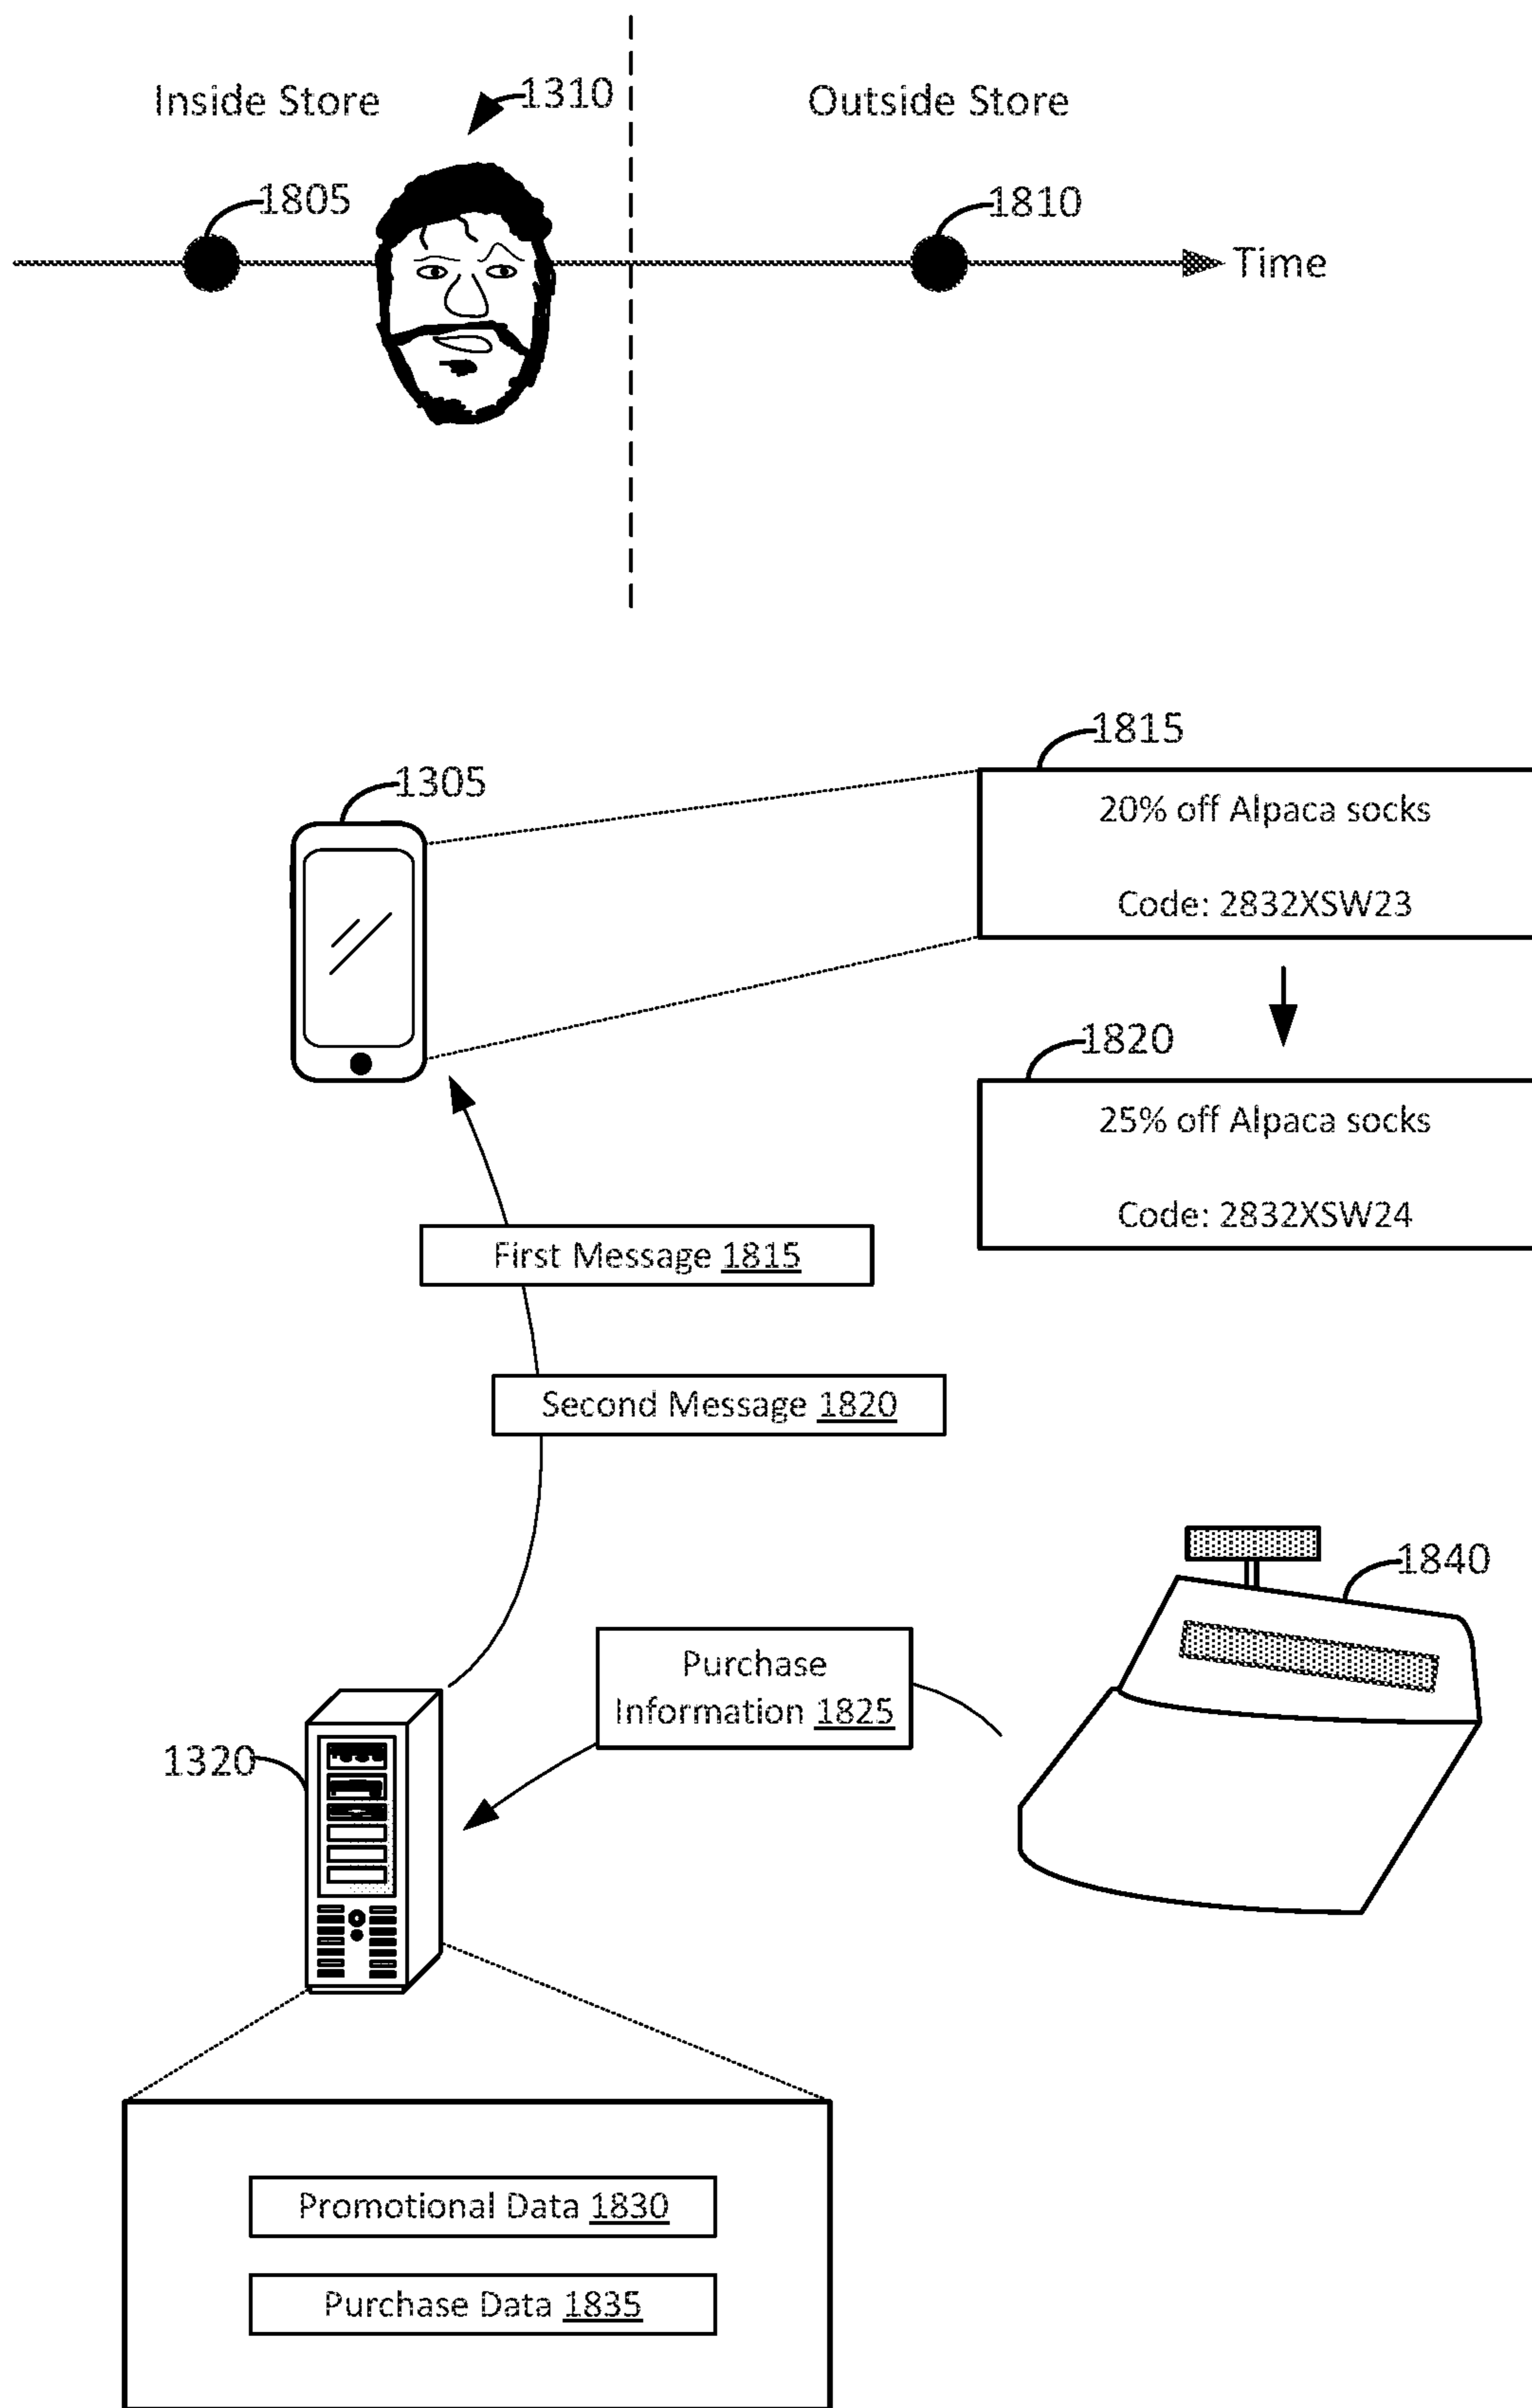 Inside Store
1310
Outside Store
1805
1810
Time
1815
1305
20% off Alpaca socks
Code: 2832XSW23
1820
25% off Alpaca socks
Code: 2832XSW24
First Message 1815
Second Message 1820
1840
Purchase
Information 1825
1320
Promotional Data 1830
Purchase Data 1835